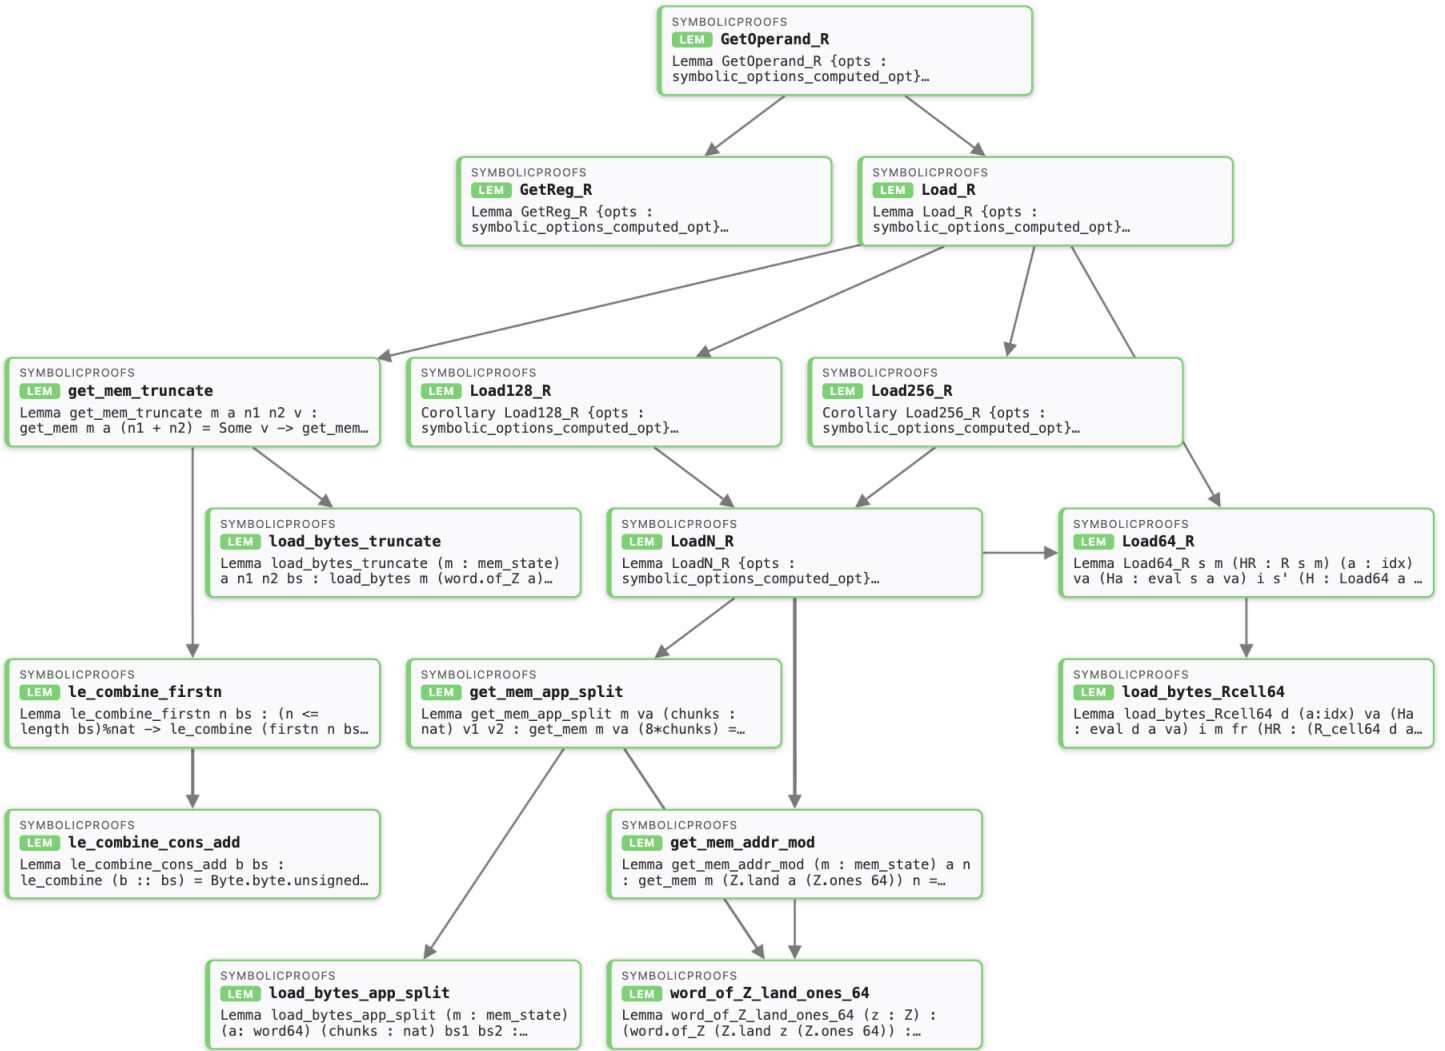 SYMBOLICPROOFS
LEM GetOperand_R
Lemma GetOperand_R {opts :
symbolic_options_computed_opt}…
SYMBOLICPROOFS
LEM GetReg_R
Lemma GetReg_R {opts :
symbolic_options_computed_opt}…
SYMBOLICPROOFS
LEM Load_R
Lemma Load_R {opts :
symbolic_options_computed_opt}…
SYMBOLICPROOFS
LEM get_mem_truncate
Lemma get_mem_truncate m a n1 n2 v :
get_mem m a (n1 + n2) = Some v -> get_mem…
SYMBOLICPROOFS
LEM Load128_R
Corollary Load128_R {opts :
symbolic_options_computed_opt}…
SYMBOLICPROOFS
LEM Load256_R
Corollary Load256_R {opts :
symbolic_options_computed_opt}…
SYMBOLICPROOFS
LEM load_bytes_truncate
Lemma load_bytes_truncate (m : mem_state)
a n1 n2 bs : load_bytes m (word.of_Z a)…
SYMBOLICPROOFS
LEM LoadN_R
Lemma LoadN_R {opts :
symbolic_options_computed_opt}…
SYMBOLICPROOFS
LEM Load64_R
Lemma Load64_R s m (HR : R s m) (a : idx)
va (Ha : eval s a va) i s' (H : Load64 a …
SYMBOLICPROOFS
LEM le_combine_firstn
Lemma le_combine_firstn n bs : (n <=
length bs)%nat -> le_combine (firstn n bs…
SYMBOLICPROOFS
LEM get_mem_app_split
Lemma get_mem_app_split m va (chunks :
nat) v1 v2 : get_mem m va (8*chunks) =…
SYMBOLICPROOFS
LEM load_bytes_Rcell64
Lemma load_bytes_Rcell64 d (a:idx) va (Ha
: eval d a va) i m fr (HR : (R_cell64 d a…
SYMBOLICPROOFS
LEM le_combine_cons_add
Lemma le_combine_cons_add b bs :
le_combine (b :: bs) = Byte.byte.unsigned…
SYMBOLICPROOFS
LEM get_mem_addr_mod
Lemma get_mem_addr_mod (m : mem_state) a n
: get_mem m (Z.land a (Z.ones 64)) n =…
SYMBOLICPROOFS
LEM load_bytes_app_split
Lemma load_bytes_app_split (m : mem_state)
(a: word64) (chunks : nat) bs1 bs2 :…
SYMBOLICPROOFS
LEM word_of_Z_land_ones_64
Lemma word_of_Z_land_ones_64 (z : Z) :
(word.of_Z (Z.land z (Z.ones 64)) :…